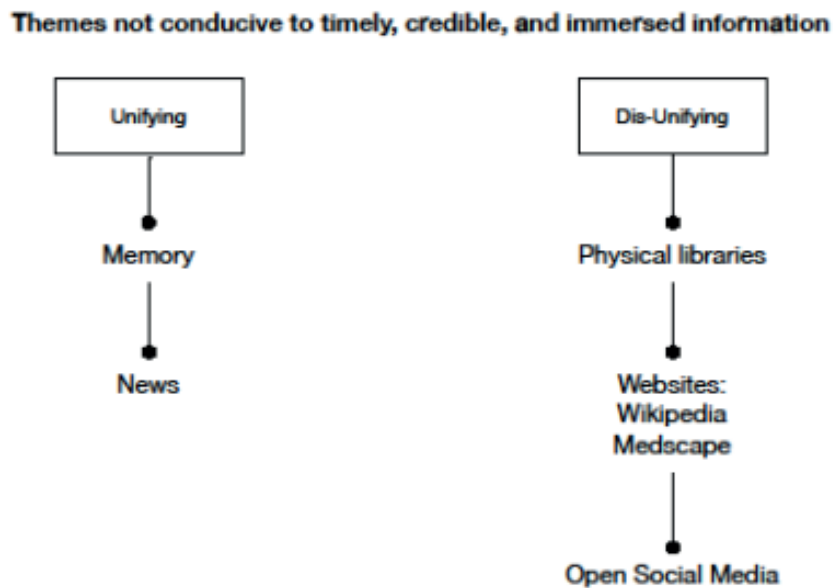 Themes not conducive to timely, credible, and immersed information
Unifying
Dis-Unifying
Memory
Physical libraries
News
Websites:
Wikipedia
Medscape
Open Social Media